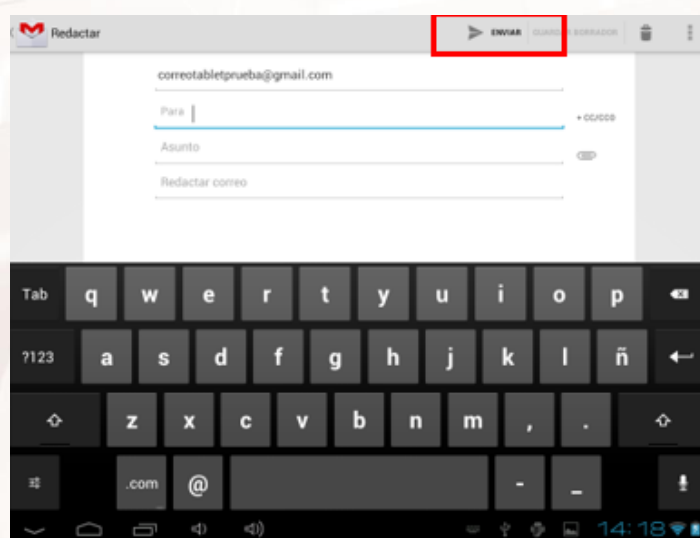 Redactar
ENVIAR
GUARDAR BORRADOR
correotabletprueba@gmail.com
Para
+ CC/CCO
Asunto
Redactar correo
Tab q w e r t y u i o p
?123 a s d f g h j k l ñ
z x c v b n m , .
.com @ - _
14:18